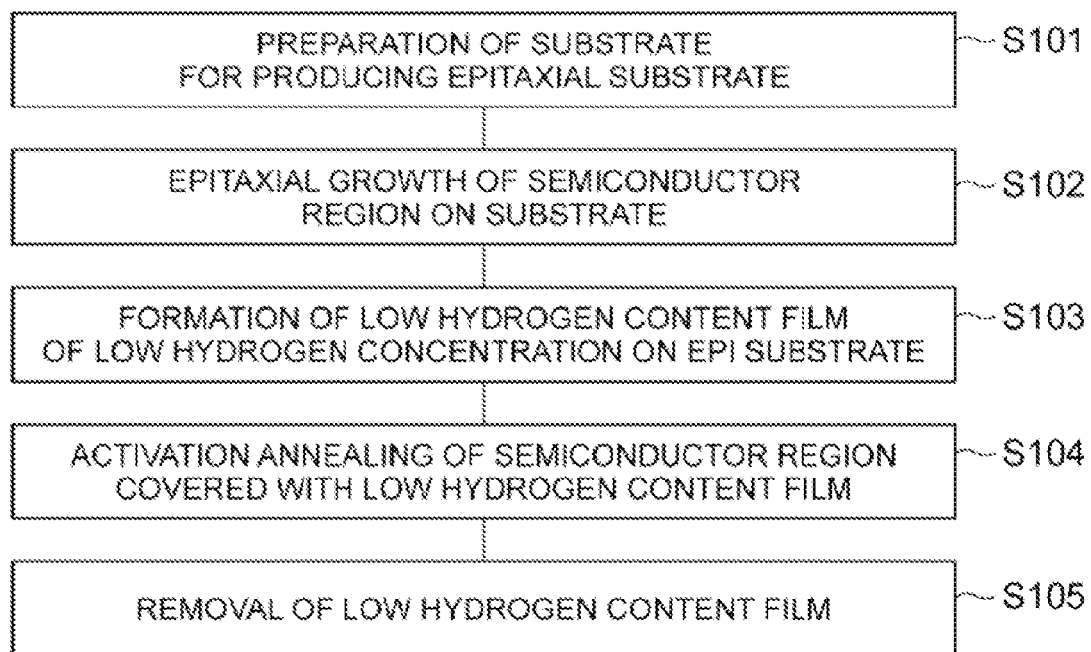 PREPARATION OF SUBSTRATE
FOR PRODUCING EPITAXIAL SUBSTRATE
S101
EPITAXIAL GROWTH OF SEMICONDUCTOR
REGION ON SUBSTRATE
S102
FORMATION OF LOW HYDROGEN CONTENT FILM
OF LOW HYDROGEN CONCENTRATION ON EPI SUBSTRATE
S103
ACTIVATION ANNEALING OF SEMICONDUCTOR REGION
COVERED WITH LOW HYDROGEN CONTENT FILM
S104
REMOVAL OF LOW HYDROGEN CONTENT FILM
S105